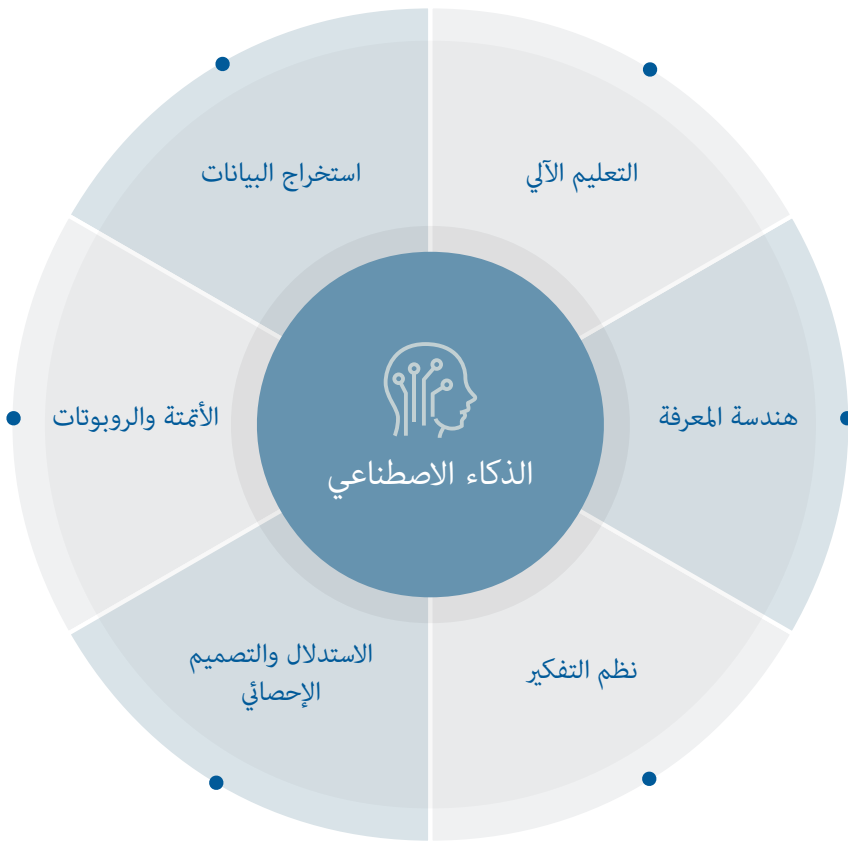 التعليم الآلي
استخراج البيانات
هندسة المعرفة
الذكاء الاصطناعي
الأتمتة والروبوتات
نظم التفكير
الاستدلال والتصميم
الإحصائي